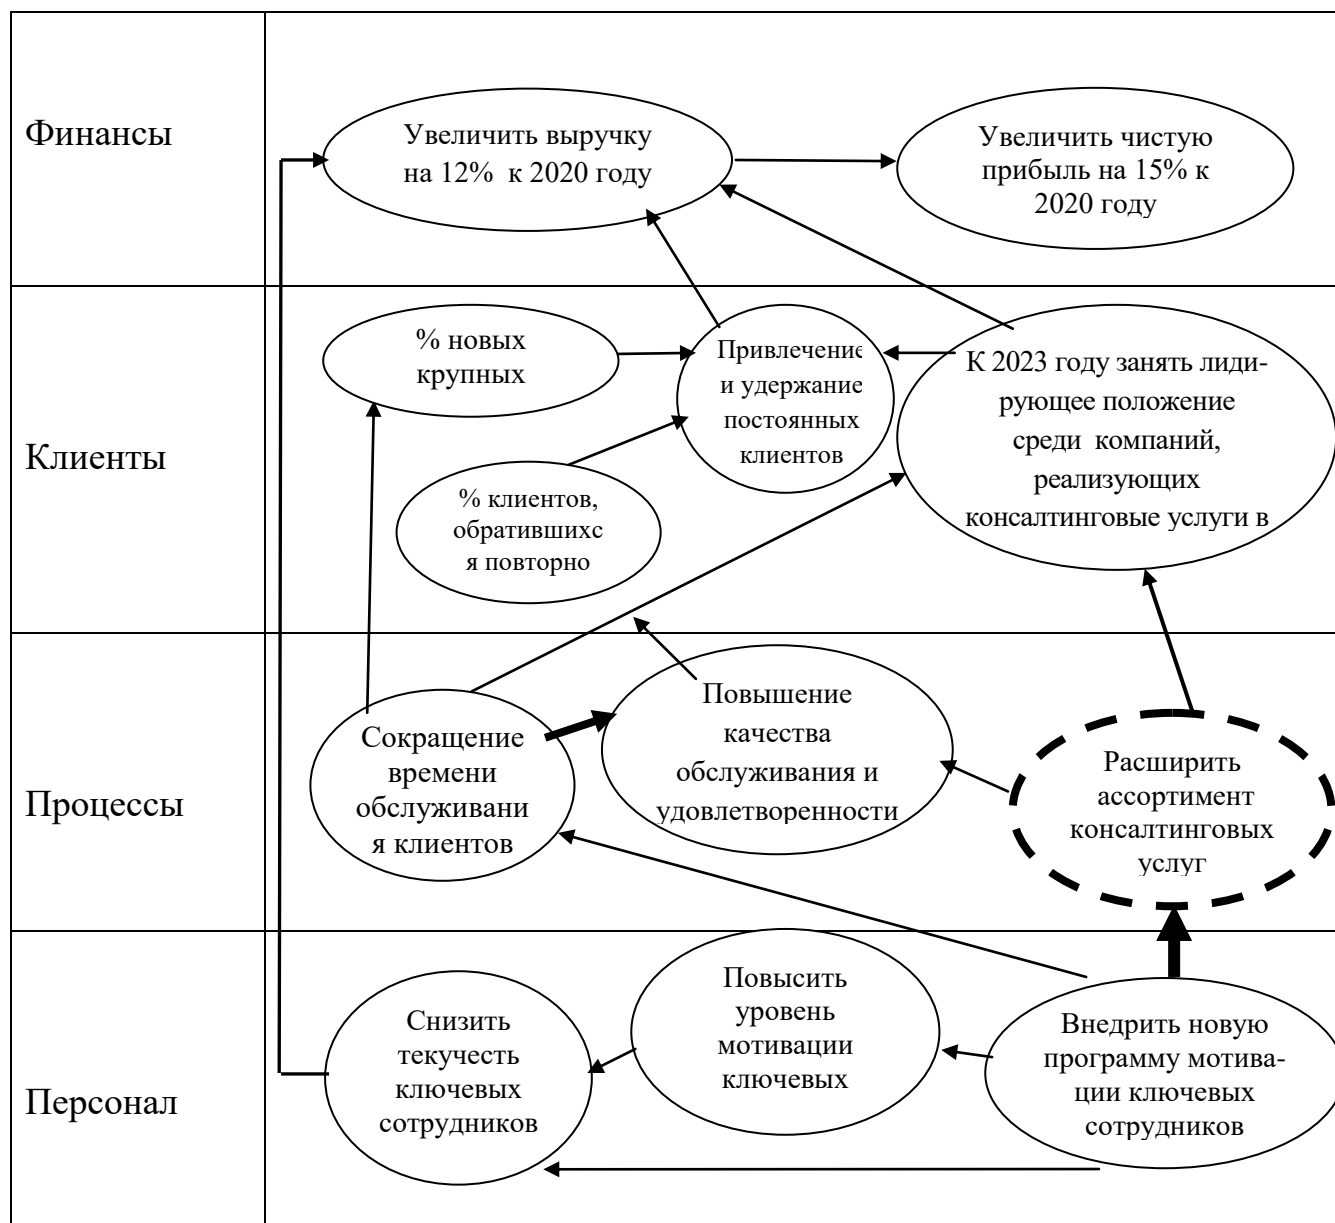 Финансы
Увеличить выручку
на 12% к 2020 году
Увеличить чистую
прибыль на 15% к
2020 году
Клиенты
% новых
крупных
Привлечение
и удержание
постоянных
клиентов
К 2023 году занять лиди-
рующее положение
среди компаний,
реализующих
консалтинговые услуги в
% клиентов,
обратившихс
я повторно
Процессы
Сокращение
времени
обслуживани
я клиентов
Повышение
качества
обслуживания и
удовлетворенности
Расширить
ассортимент
консалтинговых
услуг
Персонал
Снизить
текучесть
ключевых
сотрудников
Повысить
уровень
мотивации
ключевых
Внедрить новую
программу мотива-
ции ключевых
сотрудников